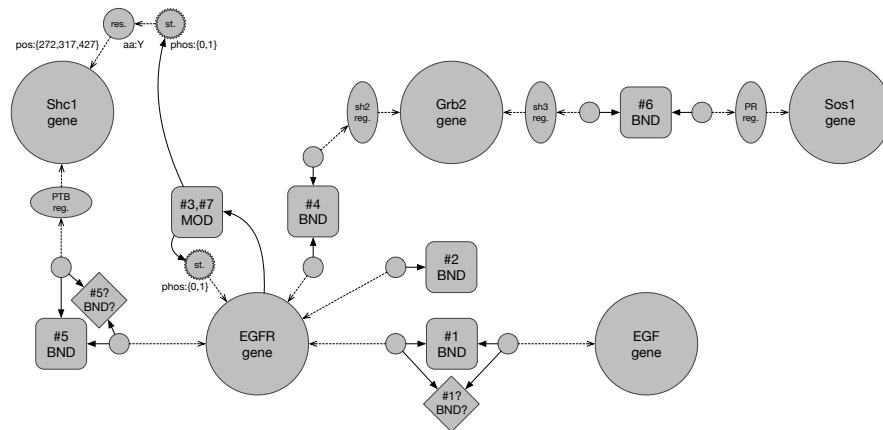 res.
st.
pos:{272,317,427}
aa:Y
phos:{0,1}
Shc1
gene
sh2
reg.
Grb2
gene
sh3
reg.
#6
BND
PR
reg.
Sos1
gene
PTB
reg.
#3,#7
MOD
#4
BND
st.
phos:{0,1}
#2
BND
#5?
BND?
#5
BND
EGFR
gene
#1
BND
EGF
gene
#1?
BND?